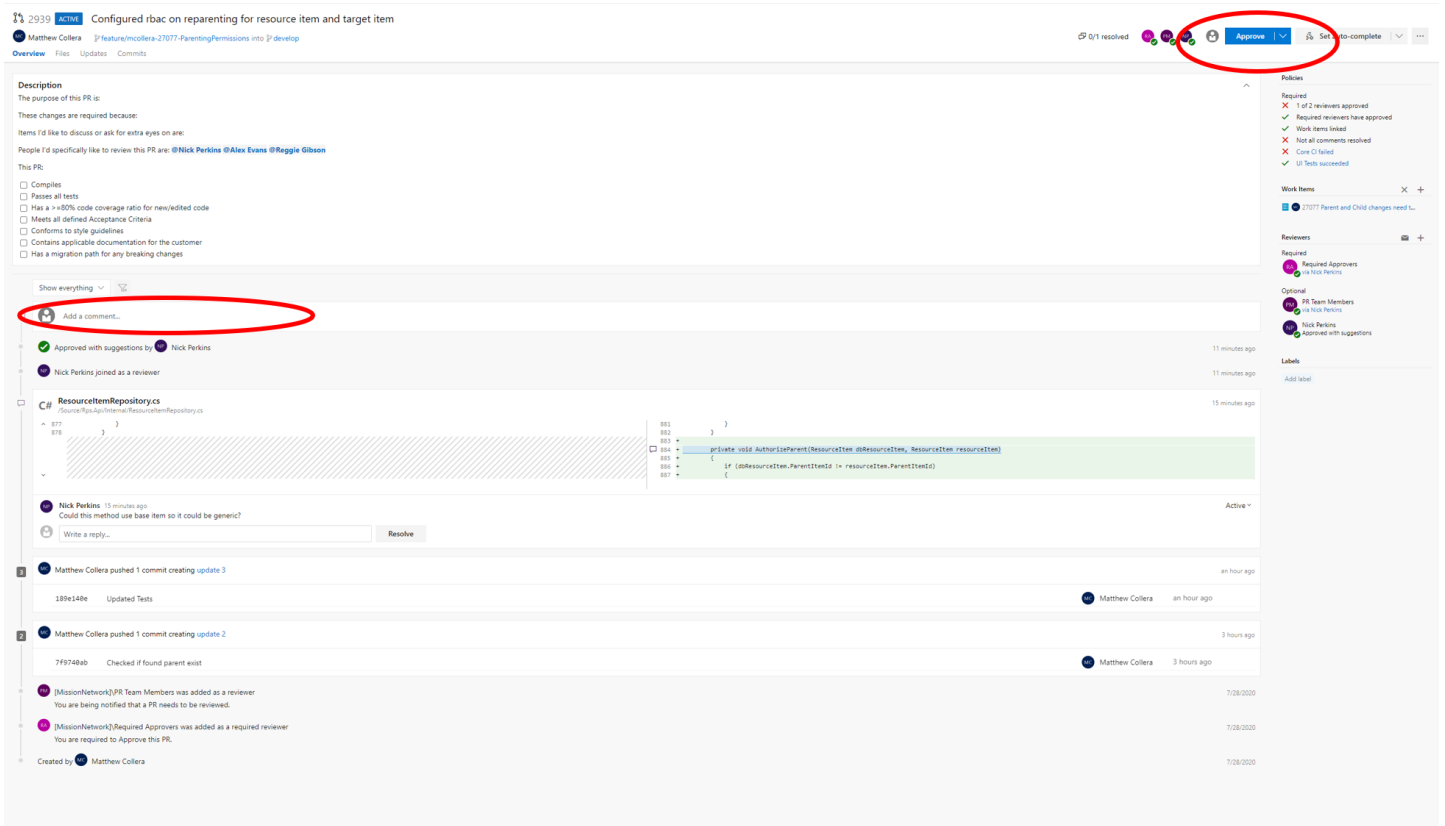 2939 ACTIVE Configured rbac on reparenting for resource item and target item
MC Matthew Collera feature/mcollera-27077-ParentingPermissions into develop
0/1 resolved RA PM NP Approve Set auto-complete
Overview Files Updates Commits
Description
The purpose of this PR is:
These changes are required because:
Items I'd like to discuss or ask for extra eyes on are:
People I'd specifically like to review this PR are: @Nick Perkins @Alex Evans @Reggie Gibson
This PR:
Compiles
Passes all tests
Has a >=80% code coverage ratio for new/edited code
Meets all defined Acceptance Criteria
Conforms to style guidelines
Contains applicable documentation for the customer
Has a migration path for any breaking changes
Show everything
Add a comment...
Approved with suggestions by NP Nick Perkins 11 minutes ago
NP Nick Perkins joined as a reviewer 11 minutes ago
C# ResourceItemRepository.cs 15 minutes ago
/Source/Rps.Api/Internal/ResourceItemRepository.cs
877 }
878 }
881 }
882 }
883 +
884 + private void AuthorizeParent(ResourceItem dbResourceItem, ResourceItem resourceItem)
885 + {
886 + if (dbResourceItem.ParentItemId != resourceItem.ParentItemId)
887 + {
NP Nick Perkins 15 minutes ago Active
Could this method use base item so it could be generic?
Write a reply... Resolve
3 MC Matthew Collera pushed 1 commit creating update 3 an hour ago
189e140e Updated Tests MC Matthew Collera an hour ago
2 MC Matthew Collera pushed 1 commit creating update 2 3 hours ago
7f9740ab Checked if found parent exist MC Matthew Collera 3 hours ago
PM [MissionNetwork]\PR Team Members was added as a reviewer 7/28/2020
You are being notified that a PR needs to be reviewed.
RA [MissionNetwork]\Required Approvers was added as a required reviewer 7/28/2020
You are required to Approve this PR.
Created by MC Matthew Collera 7/28/2020
Policies
Required
1 of 2 reviewers approved
Required reviewers have approved
Work items linked
Not all comments resolved
Core CI failed
UI Tests succeeded
Work Items
27077 Parent and Child changes need t...
Reviewers
Required
RA Required Approvers
via Nick Perkins
Optional
PM PR Team Members
via Nick Perkins
NP Nick Perkins
Approved with suggestions
Labels
Add label